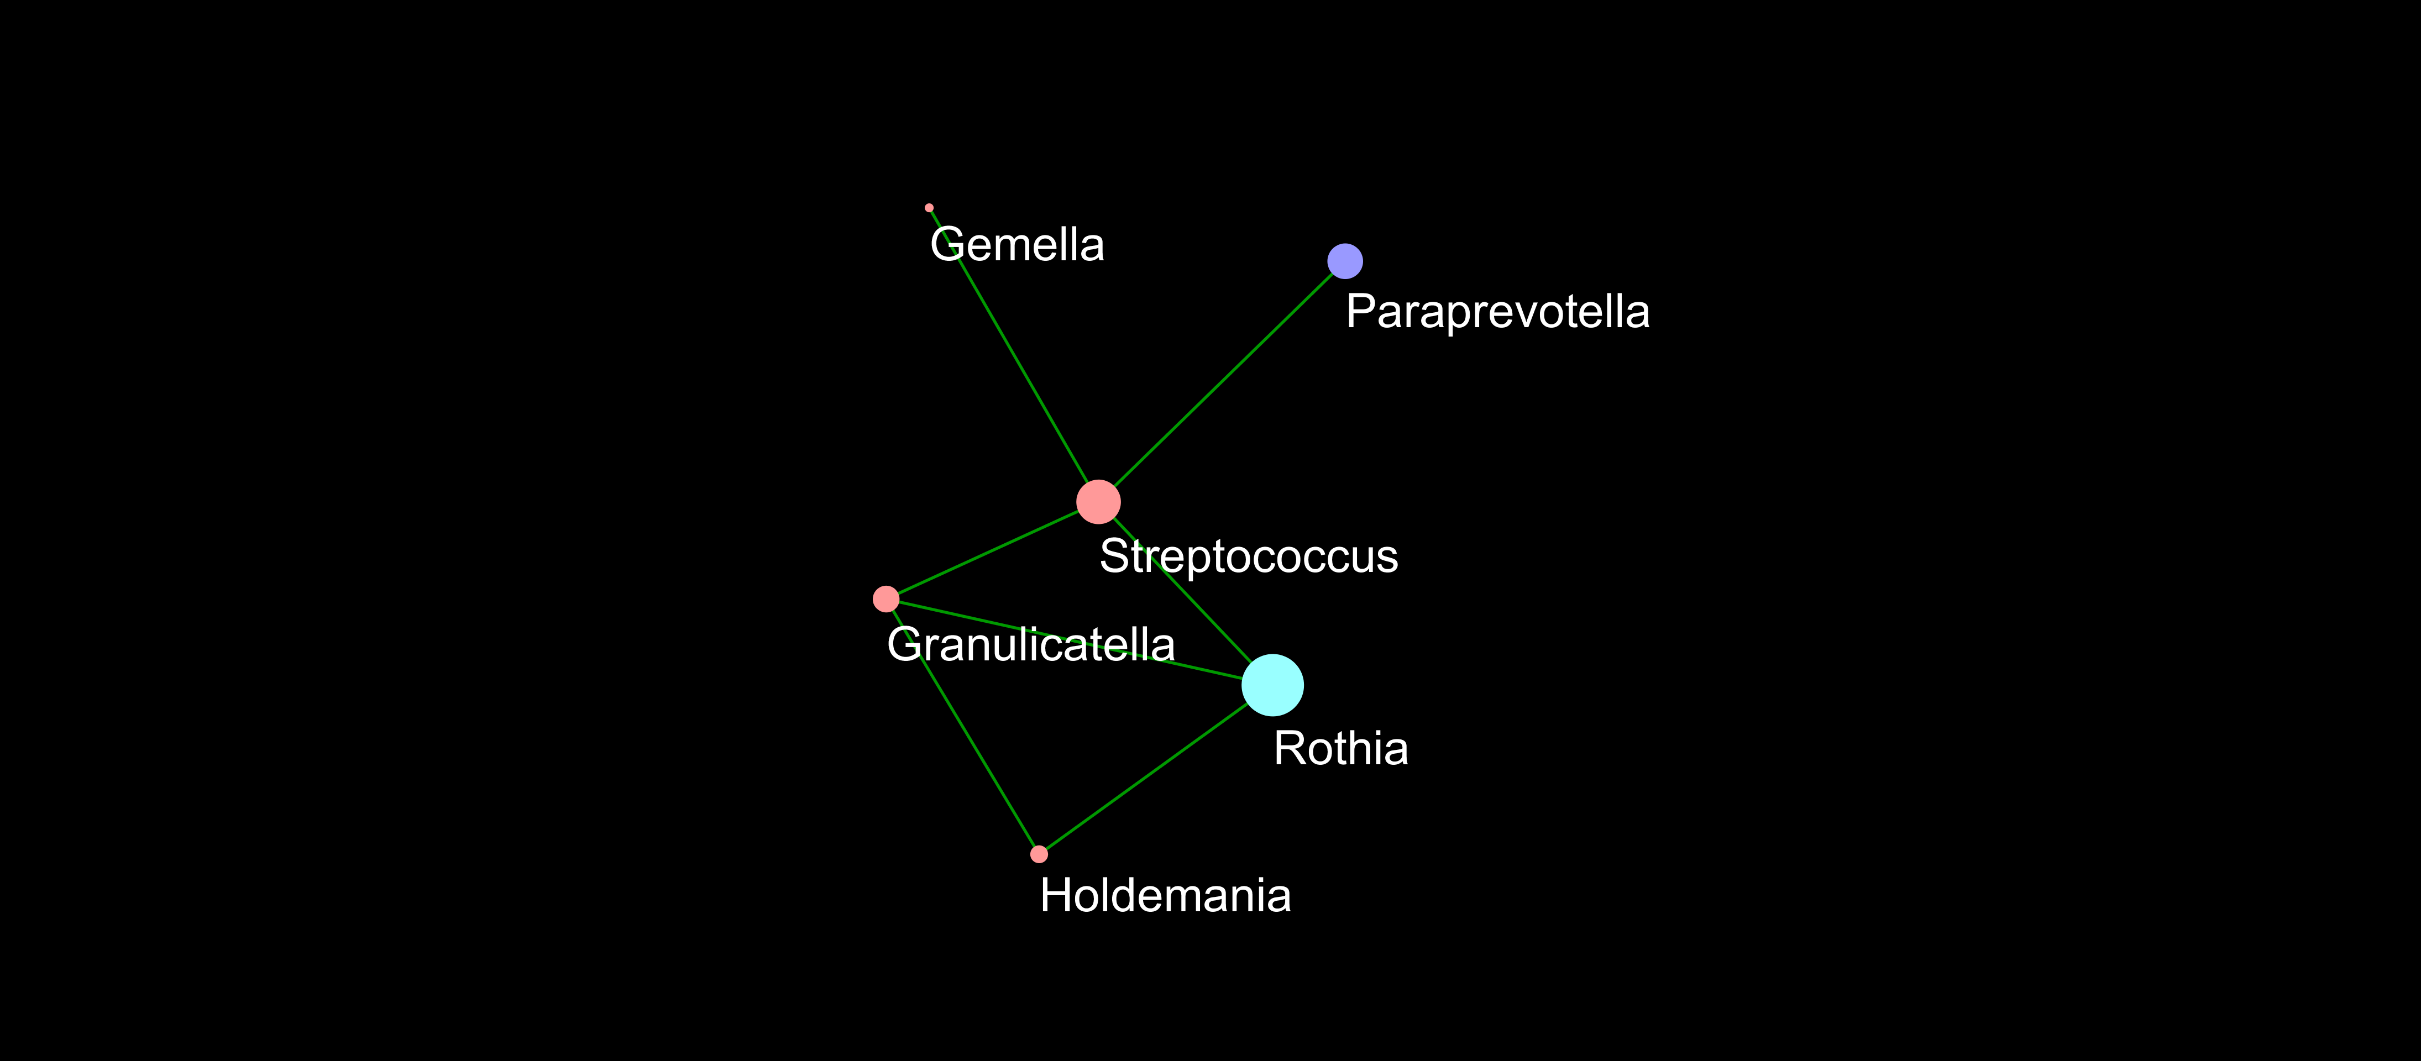 Gemella
Paraprevotella
Streptococcus
Granulicatella
Rothia
Holdemania